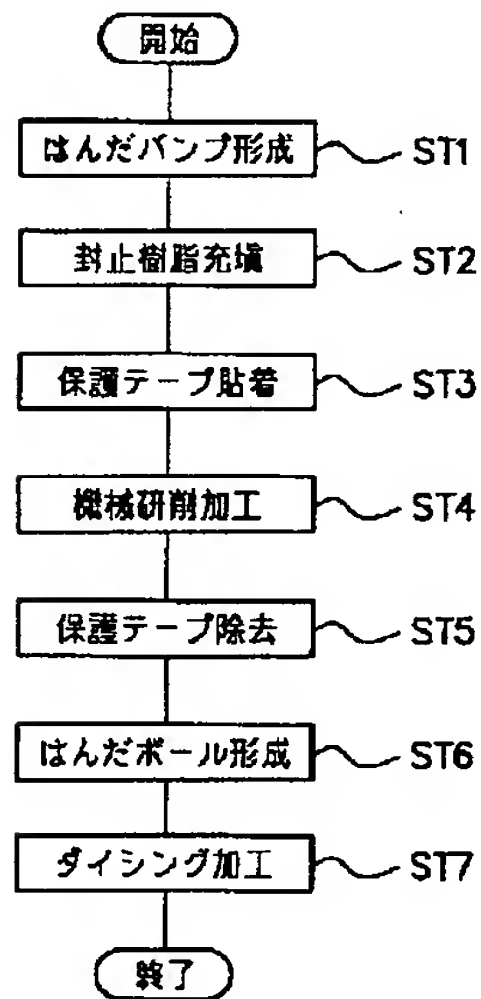 開始
はんだバンプ形成 ST1
封止樹脂充填 ST2
保護テープ貼着 ST3
機械研削加工 ST4
保護テープ除去 ST5
はんだボール形成 ST6
ダイシング加工 ST7
終了